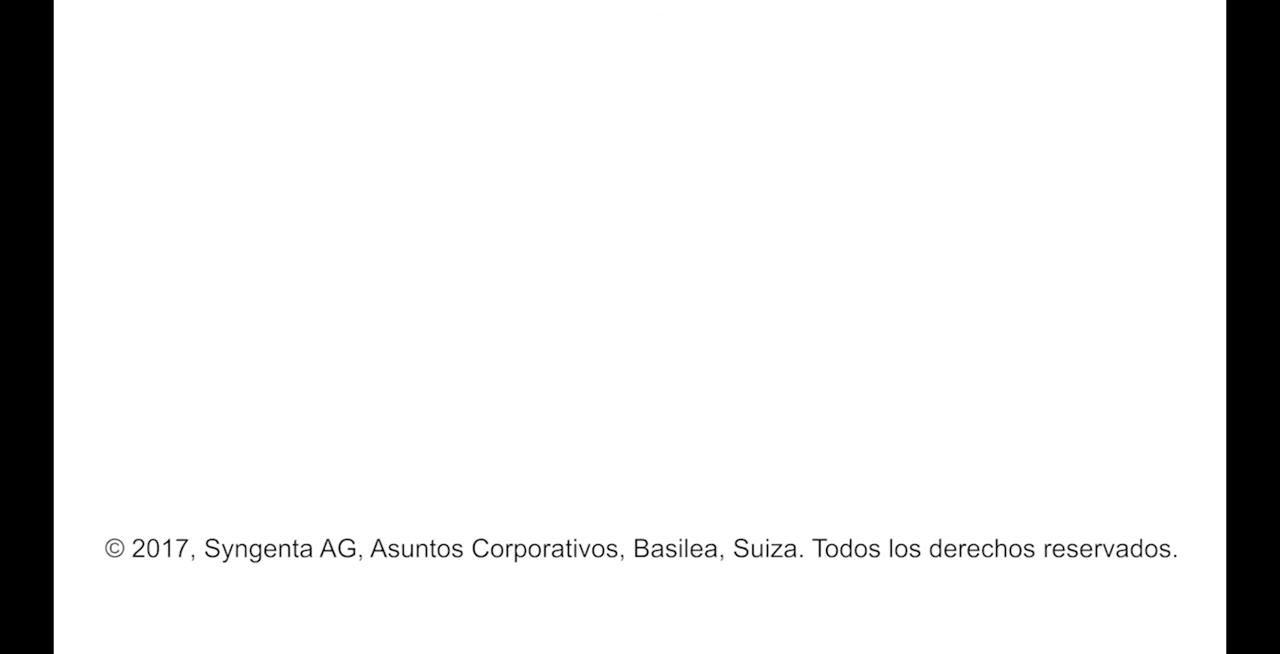 © 2017, Syngenta AG, Asuntos Corporativos, Basilea, Suiza. Todos los derechos reservados.